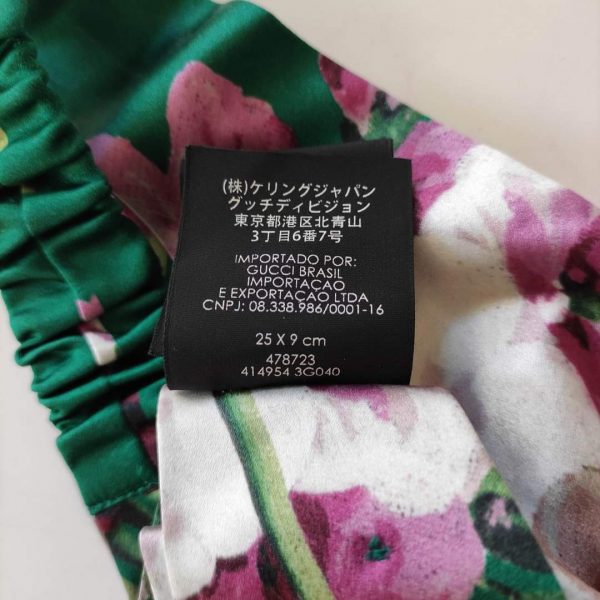 (株)ケリングジャパン
グッチディビジョン
東京都港区北青山
3丁目6番7号
IMPORTADO POR:
GUCCI BRASIL
IMPORTAÇAO
E EXPORTAÇAO LTDA
CNPJ: 08.338.986/0001-16
25 X 9 cm
478723
414954 3G040